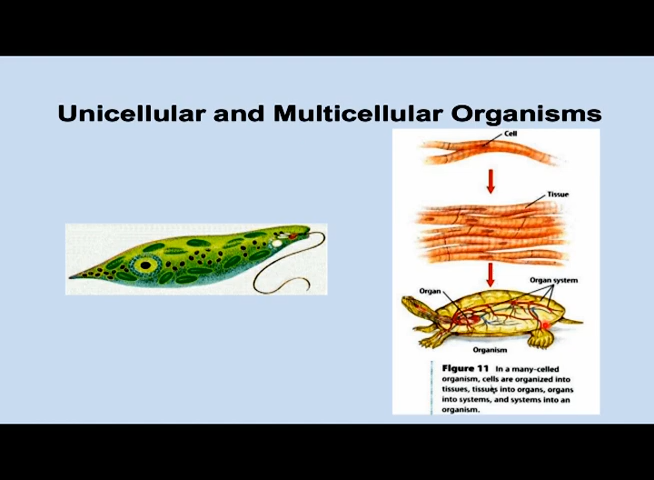 Unicellular and Multicellular Organisms
Cell
Tissue
Organ system
Organ
Organism
Figure 11 In a many-celled
organism, cells are organized into
tissues, tissues into organs, organs
into systems, and systems into an
organism.